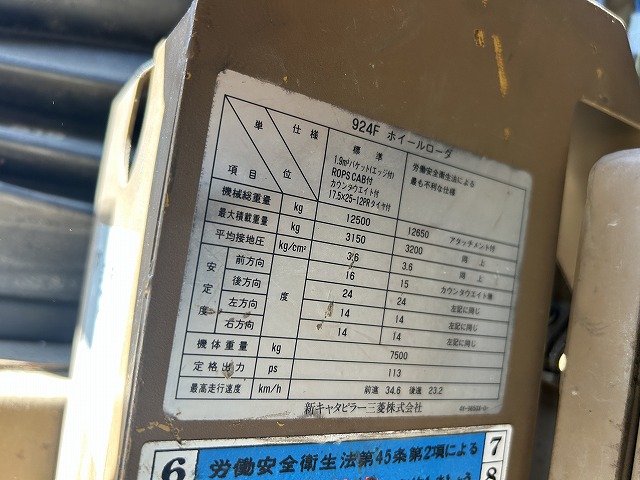 924F ホイールローダ
単位 仕様 項目
標準
1.9m³バケット(エッジ付)
ROPS CAB付
カウンタウエイト付
17.5×25-12PRタイヤ付
労働安全衛生法による
最も不利な仕様
機械総重量 kg 12500 12650 アタッチメント付
最大積載重量 kg 3150 3200 同上
平均接地圧 kg/cm² 3.6 3.6 同上
安定度 前方向 度 16 15 カウンタウエイト無
後方向 24 24 左記に同じ
左方向 14 14 左記に同じ
右方向 14 14 左記に同じ
機体重量 kg 7500
定格出力 ps 113
最高走行速度 km/h 前進 34.6 後進 23.2
新キャタピラー三菱株式会社
6 労働安全衛生法第45条第2項による 7
8